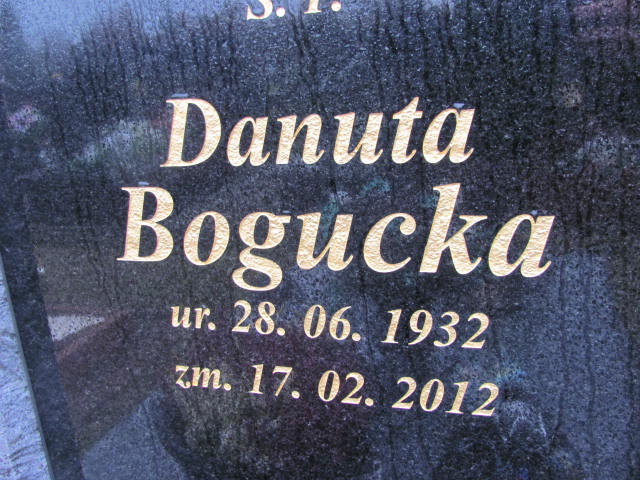 Ś. P.
Danuta
Bogucka
ur. 28. 06. 1932
zm. 17. 02. 2012